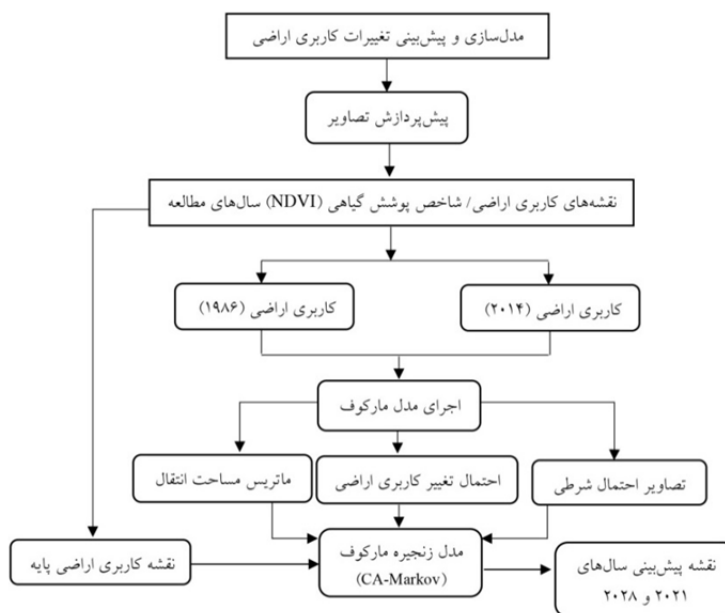 مدل‌سازی و پیش‌بینی تغییرات کاربری اراضی
پیش‌پردازش تصاویر
نقشه‌های کاربری اراضی/ شاخص پوشش گیاهی (NDVI) سال‌های مطالعه
کاربری اراضی (۲۰۱۴)
کاربری اراضی (۱۹۸۶)
اجرای مدل مارکوف
تصاویر احتمال شرطی
احتمال تغییر کاربری اراضی
ماتریس مساحت انتقال
نقشه پیش‌بینی سال‌های
۲۰۲۱ و ۲۰۲۸
مدل زنجیره مارکوف
(CA-Markov)
نقشه کاربری اراضی پایه